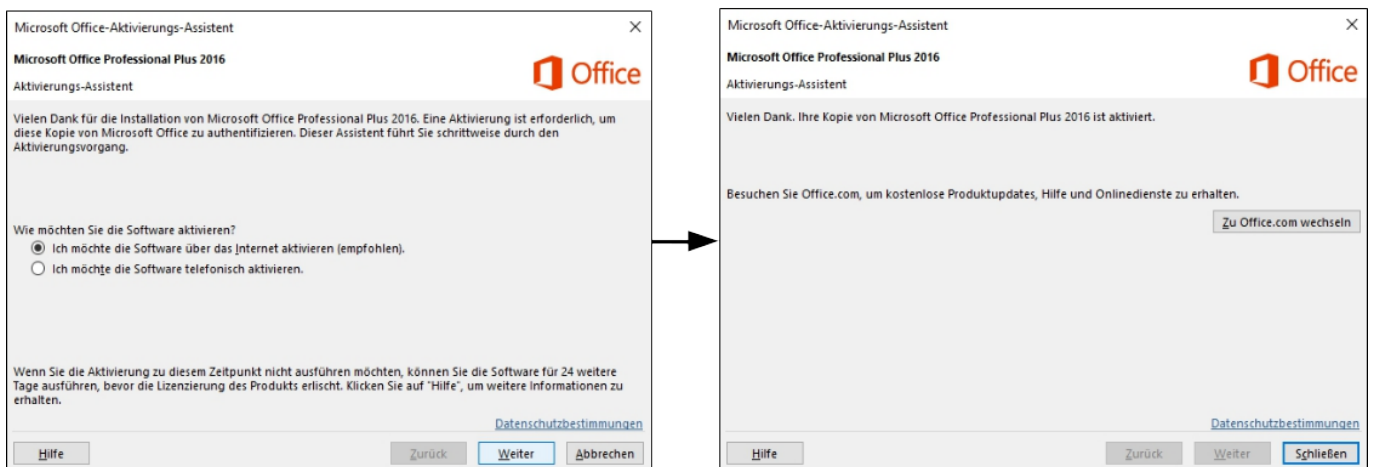 Microsoft Office-Aktivierungs-Assistent
Microsoft Office Professional Plus 2016
Office
Aktivierungs-Assistent
Vielen Dank für die Installation von Microsoft Office Professional Plus 2016. Eine Aktivierung ist erforderlich, um
diese Kopie von Microsoft Office zu authentifizieren. Dieser Assistent führt Sie schrittweise durch den
Aktivierungsvorgang.
Wie möchten Sie die Software aktivieren?
Ich möchte die Software über das Internet aktivieren (empfohlen).
Ich möchte die Software telefonisch aktivieren.
Wenn Sie die Aktivierung zu diesem Zeitpunkt nicht ausführen möchten, können Sie die Software für 24 weitere
Tage ausführen, bevor die Lizenzierung des Produkts erlischt. Klicken Sie auf "Hilfe", um weitere Informationen zu
erhalten.
Datenschutzbestimmungen
Hilfe Zurück Weiter Abbrechen
Microsoft Office-Aktivierungs-Assistent
Microsoft Office Professional Plus 2016
Office
Aktivierungs-Assistent
Vielen Dank. Ihre Kopie von Microsoft Office Professional Plus 2016 ist aktiviert.
Besuchen Sie Office.com, um kostenlose Produktupdates, Hilfe und Onlinedienste zu erhalten.
Zu Office.com wechseln
Datenschutzbestimmungen
Hilfe Zurück Weiter Schließen